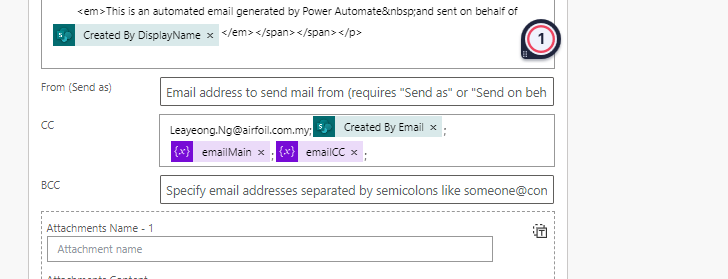 <em>This is an automated email generated by Power Automate&nbsp;and sent on behalf of
Created By DisplayName × </em></span></span></p>
1
From (Send as)
Email address to send mail from (requires "Send as" or "Send on beh
CC
Leayeong.Ng@airfoil.com.my; Created By Email × ;
{x} emailMain × ; {x} emailCC × ;
BCC
Specify email addresses separated by semicolons like someone@con
Attachments Name - 1
Attachment name
Attachments Content